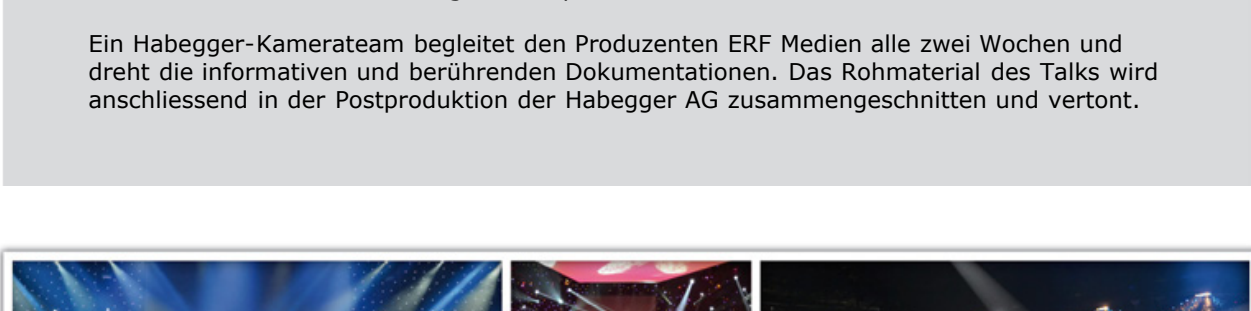 Ein Habegger-Kamerateam begleitet den Produzenten ERF Medien alle zwei Wochen und
dreht die informativen und berührenden Dokumentationen. Das Rohmaterial des Talks wird
anschliessend in der Postproduktion der Habegger AG zusammengeschnitten und vertont.